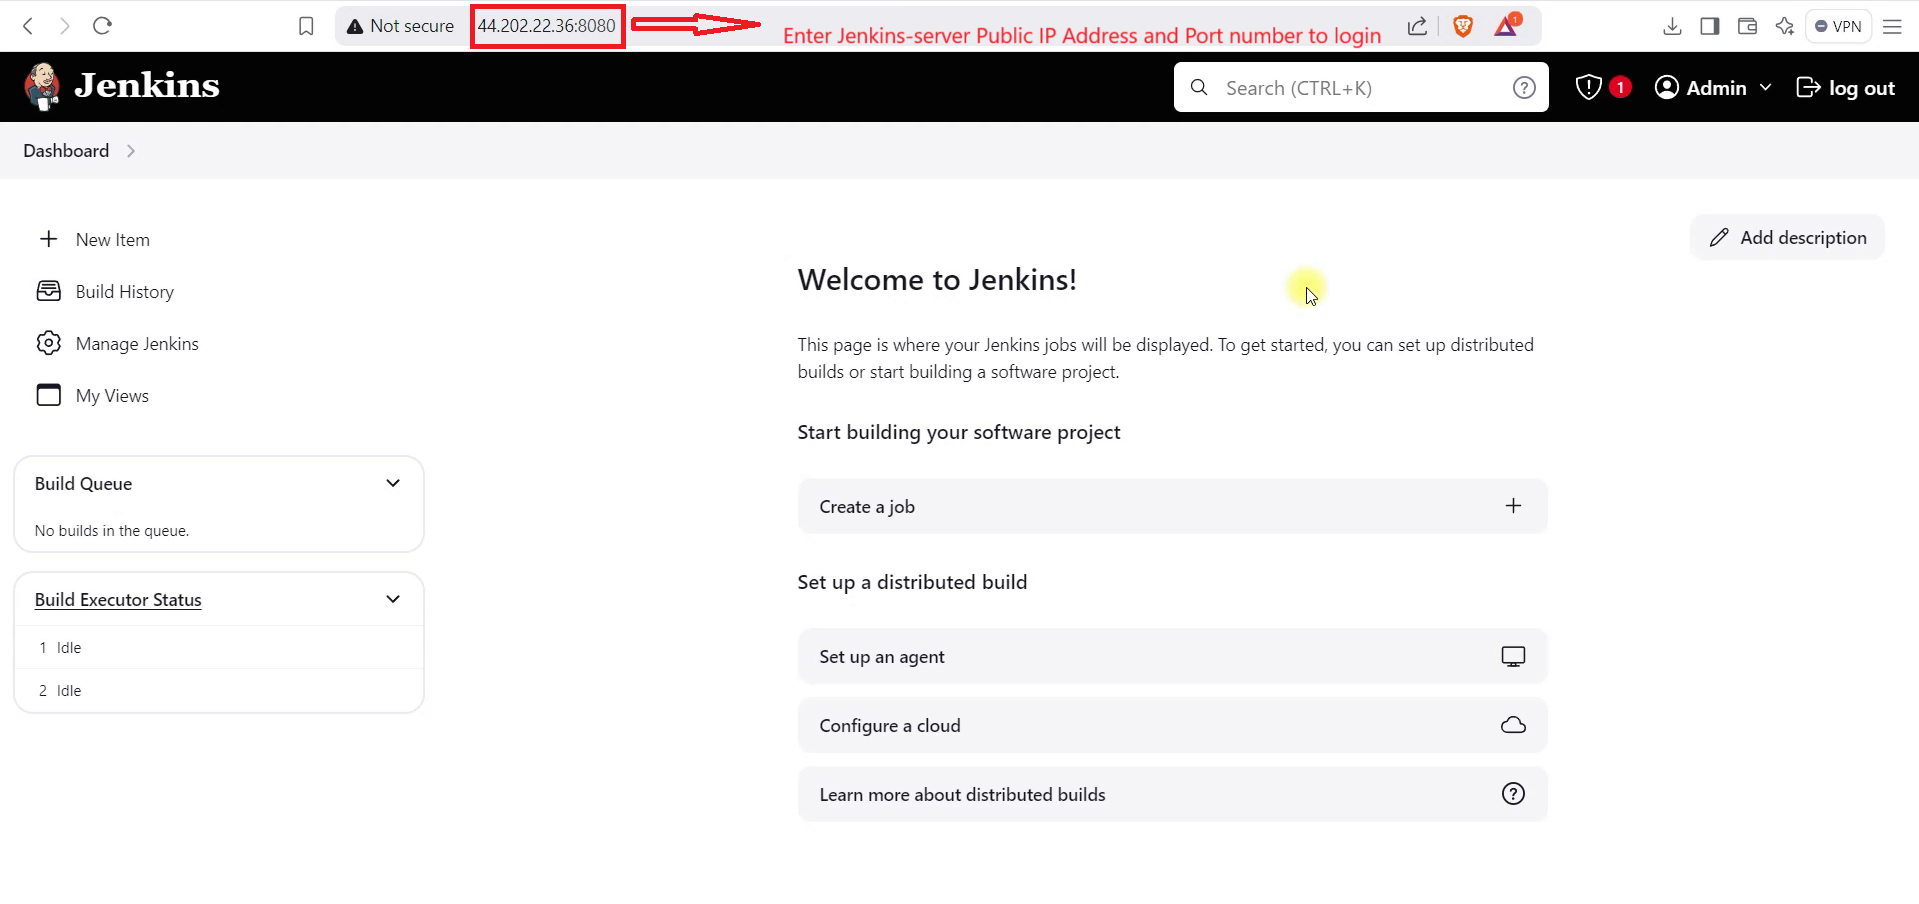 Not secure 44.202.22.36:8080 Enter Jenkins-server Public IP Address and Port number to login 1 VPN
Jenkins Search (CTRL+K) 1 Admin log out
Dashboard
New Item
Add description
Build History
Manage Jenkins
My Views
Build Queue
No builds in the queue.
Build Executor Status
1 Idle
2 Idle
Welcome to Jenkins!
This page is where your Jenkins jobs will be displayed. To get started, you can set up distributed
builds or start building a software project.
Start building your software project
Create a job
Set up a distributed build
Set up an agent
Configure a cloud
Learn more about distributed builds